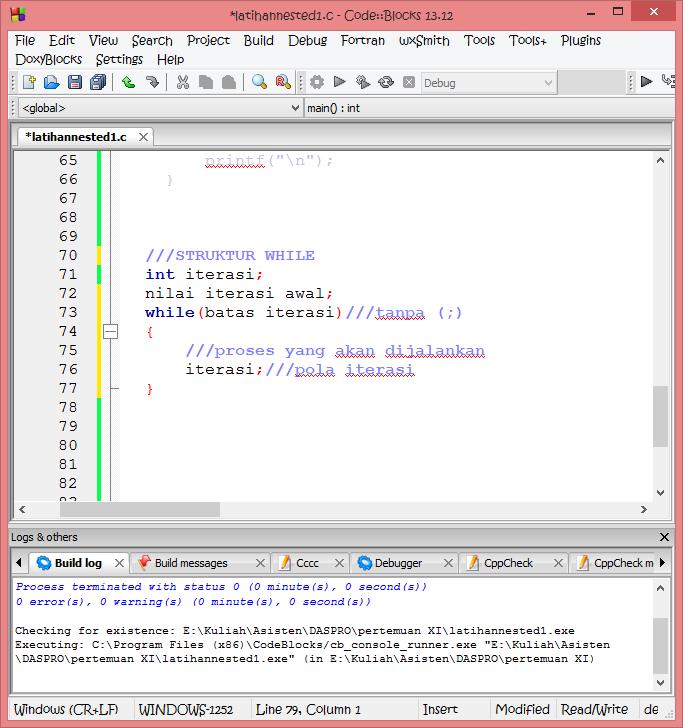 *latihannested1.c - Code::Blocks 13.12
File Edit View Search Project Build Debug Fortran wxSmith Tools Tools+ Plugins
DoxyBlocks Settings Help
Debug
<global> main() : int
*latihannested1.c
65 printf("\n");
66 }
67
68
69
70 ///STRUKTUR WHILE
71 int iterasi;
72 nilai iterasi awal;
73 while(batas iterasi)///tanpa (;)
74 {
75 ///proses yang akan dijalankan
76 iterasi;///pola iterasi
77 }
78
79
80
81
82
83
Logs & others
Build log Build messages Cccc Debugger CppCheck CppCheck m
Process terminated with status 0 (0 minute(s), 0 second(s))
0 error(s), 0 warning(s) (0 minute(s), 0 second(s))
Checking for existence: E:\Kuliah\Asisten\DASPRO\pertemuan XI\latihannested1.exe
Executing: C:\Program Files (x86)\CodeBlocks/cb_console_runner.exe "E:\Kuliah\Asisten
\DASPRO\pertemuan XI\latihannested1.exe" (in E:\Kuliah\Asisten\DASPRO\pertemuan XI)
Windows (CR+LF) WINDOWS-1252 Line 79, Column 1 Insert Modified Read/Write de